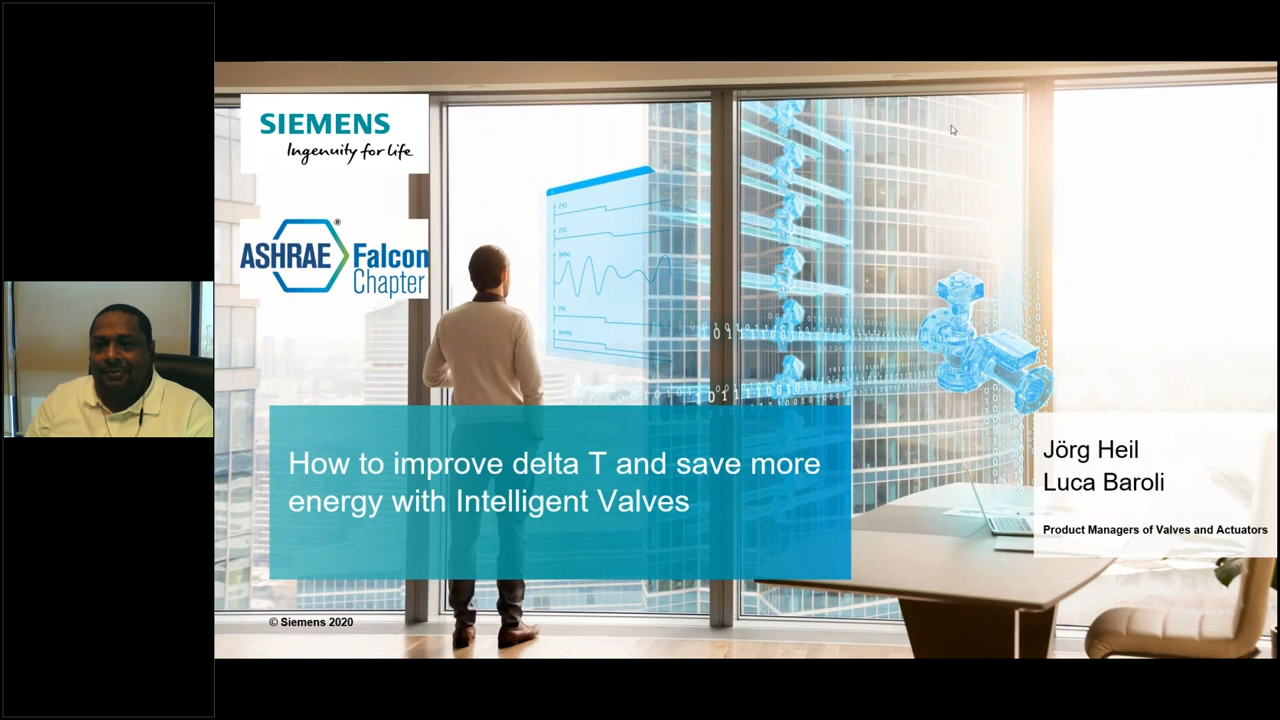 SIEMENS
Ingenuity for life
ASHRAE® Falcon
Chapter
How to improve delta T and save more
energy with Intelligent Valves
Jörg Heil
Luca Baroli
Product Managers of Valves and Actuators
© Siemens 2020